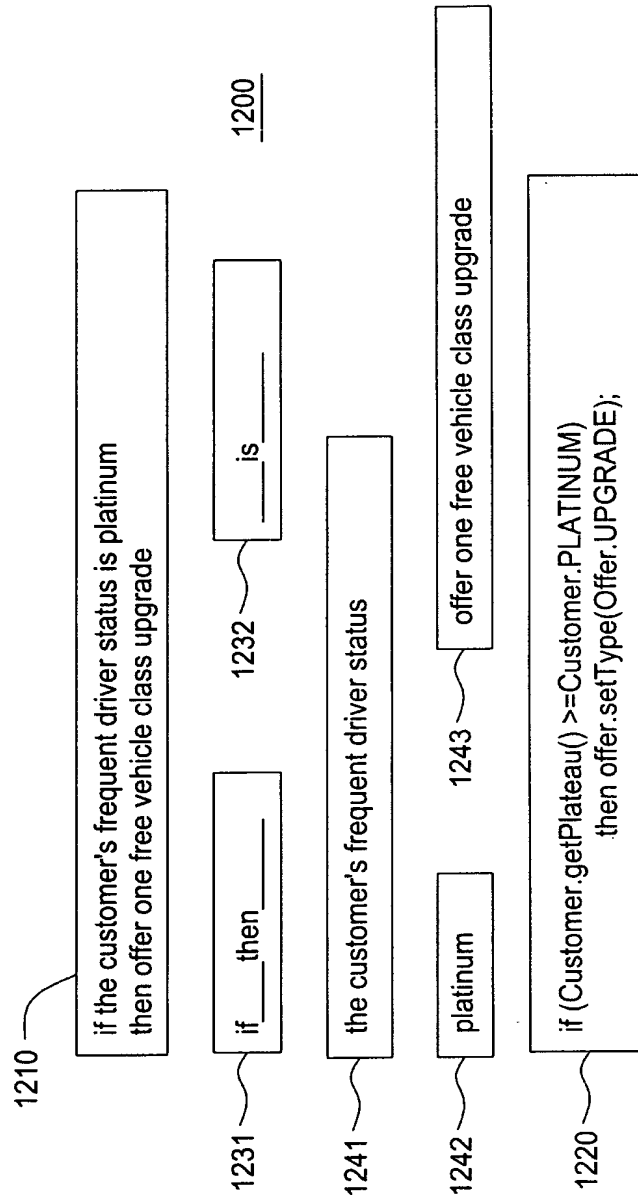 1200
1210
if the customer's frequent driver status is platinum
then offer one free vehicle class upgrade
1231
if____then____
1232
____is____
1241
the customer's frequent driver status
1242
platinum
1243
offer one free vehicle class upgrade
1220
if (Customer.getPlateau() >=Customer.PLATINUM)
then offer.setType(Offer.UPGRADE);